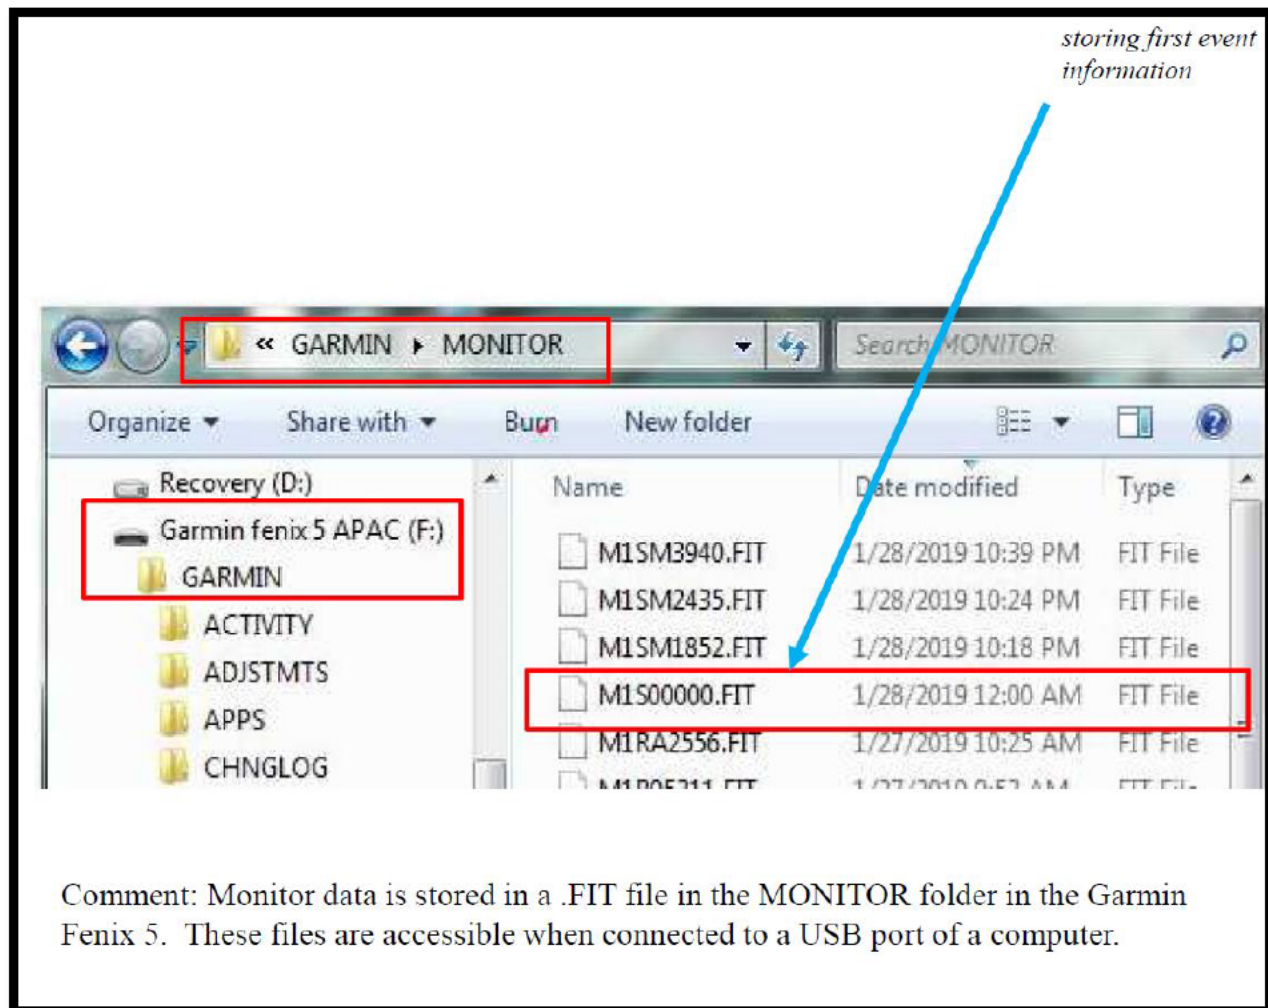 storing first event
information
« GARMIN ▸ MONITOR
Search MONITOR
Organize
Share with
Burn
New folder
Recovery (D:)
Garmin fenix 5 APAC (F:)
GARMIN
ACTIVITY
ADJSTMTS
APPS
CHNGLOG
Name Date modified Type
M1SM3940.FIT 1/28/2019 10:39 PM FIT File
M1SM2435.FIT 1/28/2019 10:24 PM FIT File
M1SM1852.FIT 1/28/2019 10:18 PM FIT File
M1S00000.FIT 1/28/2019 12:00 AM FIT File
M1RA2556.FIT 1/27/2019 10:25 AM FIT File
Comment: Monitor data is stored in a .FIT file in the MONITOR folder in the Garmin
Fenix 5. These files are accessible when connected to a USB port of a computer.